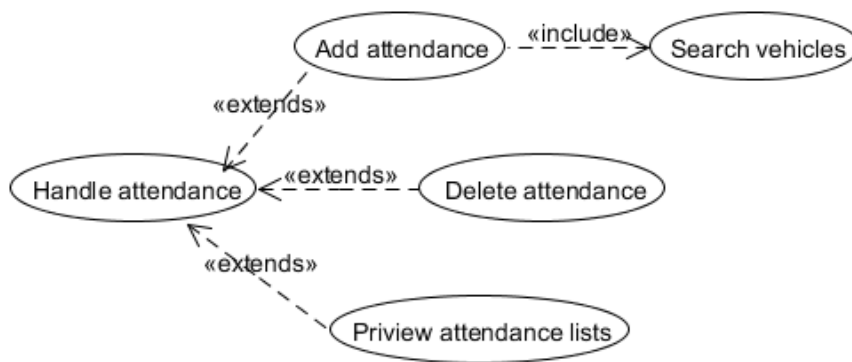 Add attendance
«include»
Search vehicles
«extends»
Handle attendance
«extends»
Delete attendance
«extends»
Priview attendance lists